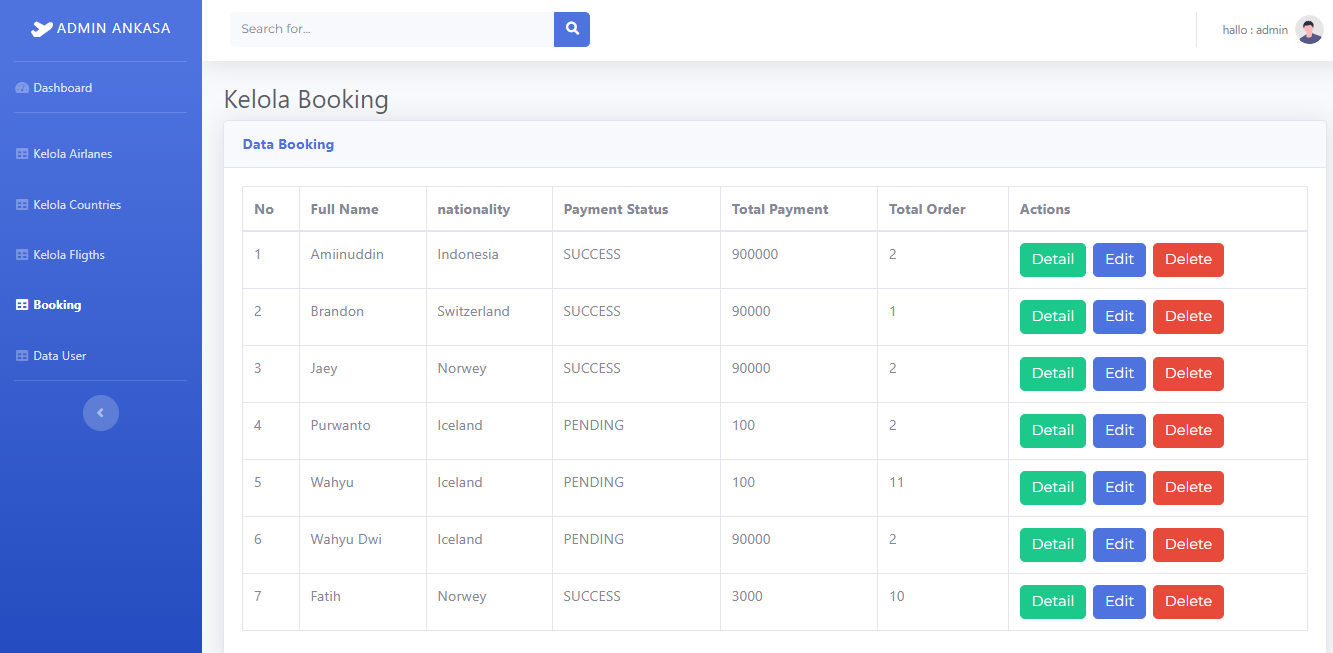 ADMIN ANKASA
Search for...
hallo : admin
Dashboard
Kelola Airlanes
Kelola Countries
Kelola Fligths
Booking
Data User
Kelola Booking
Data Booking
No Full Name nationality Payment Status Total Payment Total Order Actions
1 Amiinuddin Indonesia SUCCESS 900000 2 Detail Edit Delete
2 Brandon Switzerland SUCCESS 90000 1 Detail Edit Delete
3 Jaey Norwey SUCCESS 90000 2 Detail Edit Delete
4 Purwanto Iceland PENDING 100 2 Detail Edit Delete
5 Wahyu Iceland PENDING 100 11 Detail Edit Delete
6 Wahyu Dwi Iceland PENDING 90000 2 Detail Edit Delete
7 Fatih Norwey SUCCESS 3000 10 Detail Edit Delete